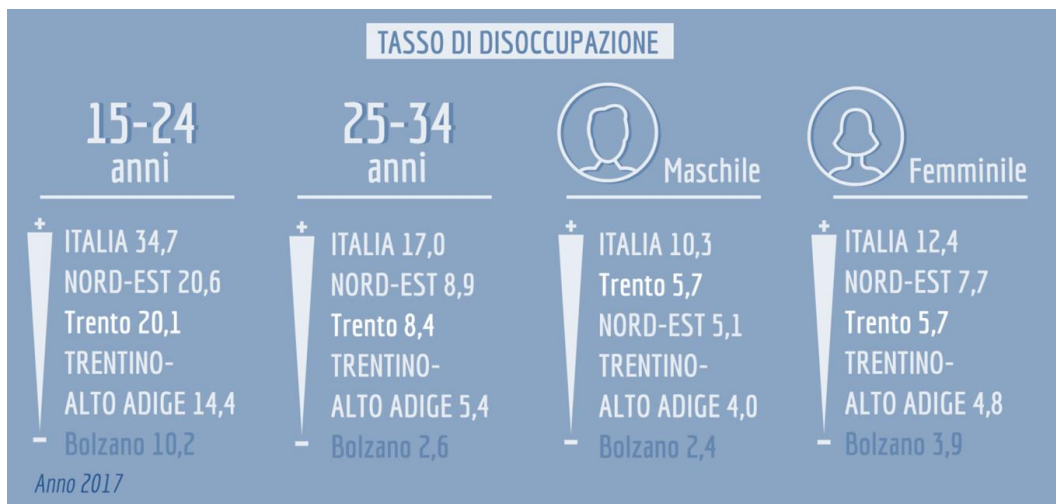 TASSO DI DISOCCUPAZIONE
15-24
anni
+
ITALIA 34,7
NORD-EST 20,6
Trento 20,1
TRENTINO-
ALTO ADIGE 14,4
Bolzano 10,2
-
25-34
anni
+
ITALIA 17,0
NORD-EST 8,9
Trento 8,4
TRENTINO-
ALTO ADIGE 5,4
Bolzano 2,6
-
Maschile
+
ITALIA 10,3
Trento 5,7
NORD-EST 5,1
TRENTINO-
ALTO ADIGE 4,0
Bolzano 2,4
-
Femminile
+
ITALIA 12,4
NORD-EST 7,7
Trento 5,7
TRENTINO-
ALTO ADIGE 4,8
Bolzano 3,9
-
Anno 2017